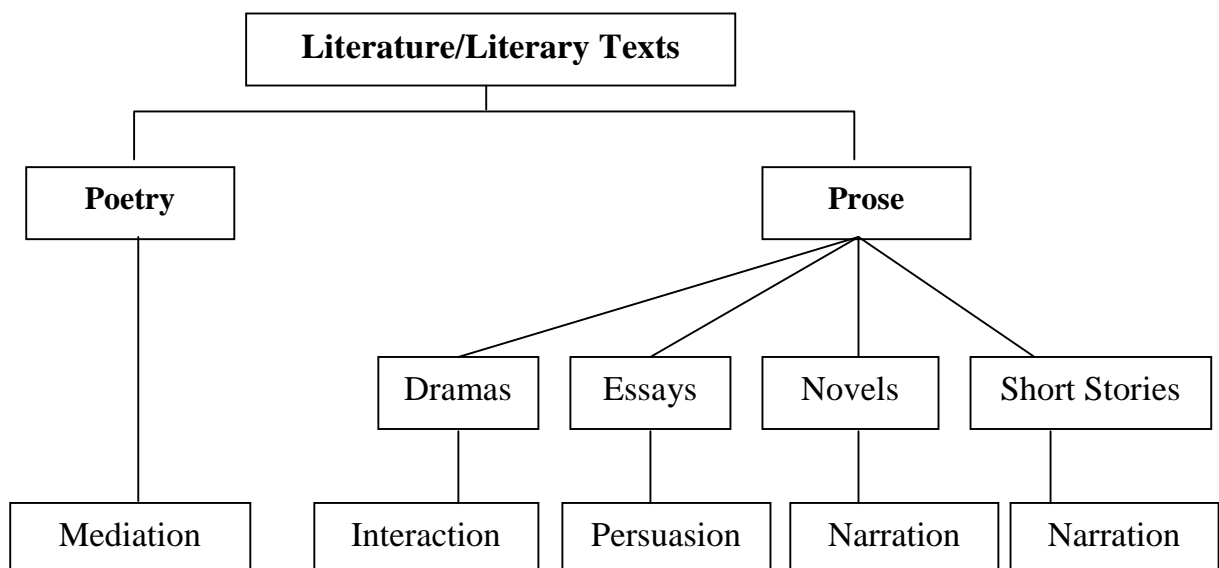 Literature/Literary Texts
Poetry
Prose
Dramas
Essays
Novels
Short Stories
Mediation
Interaction
Persuasion
Narration
Narration